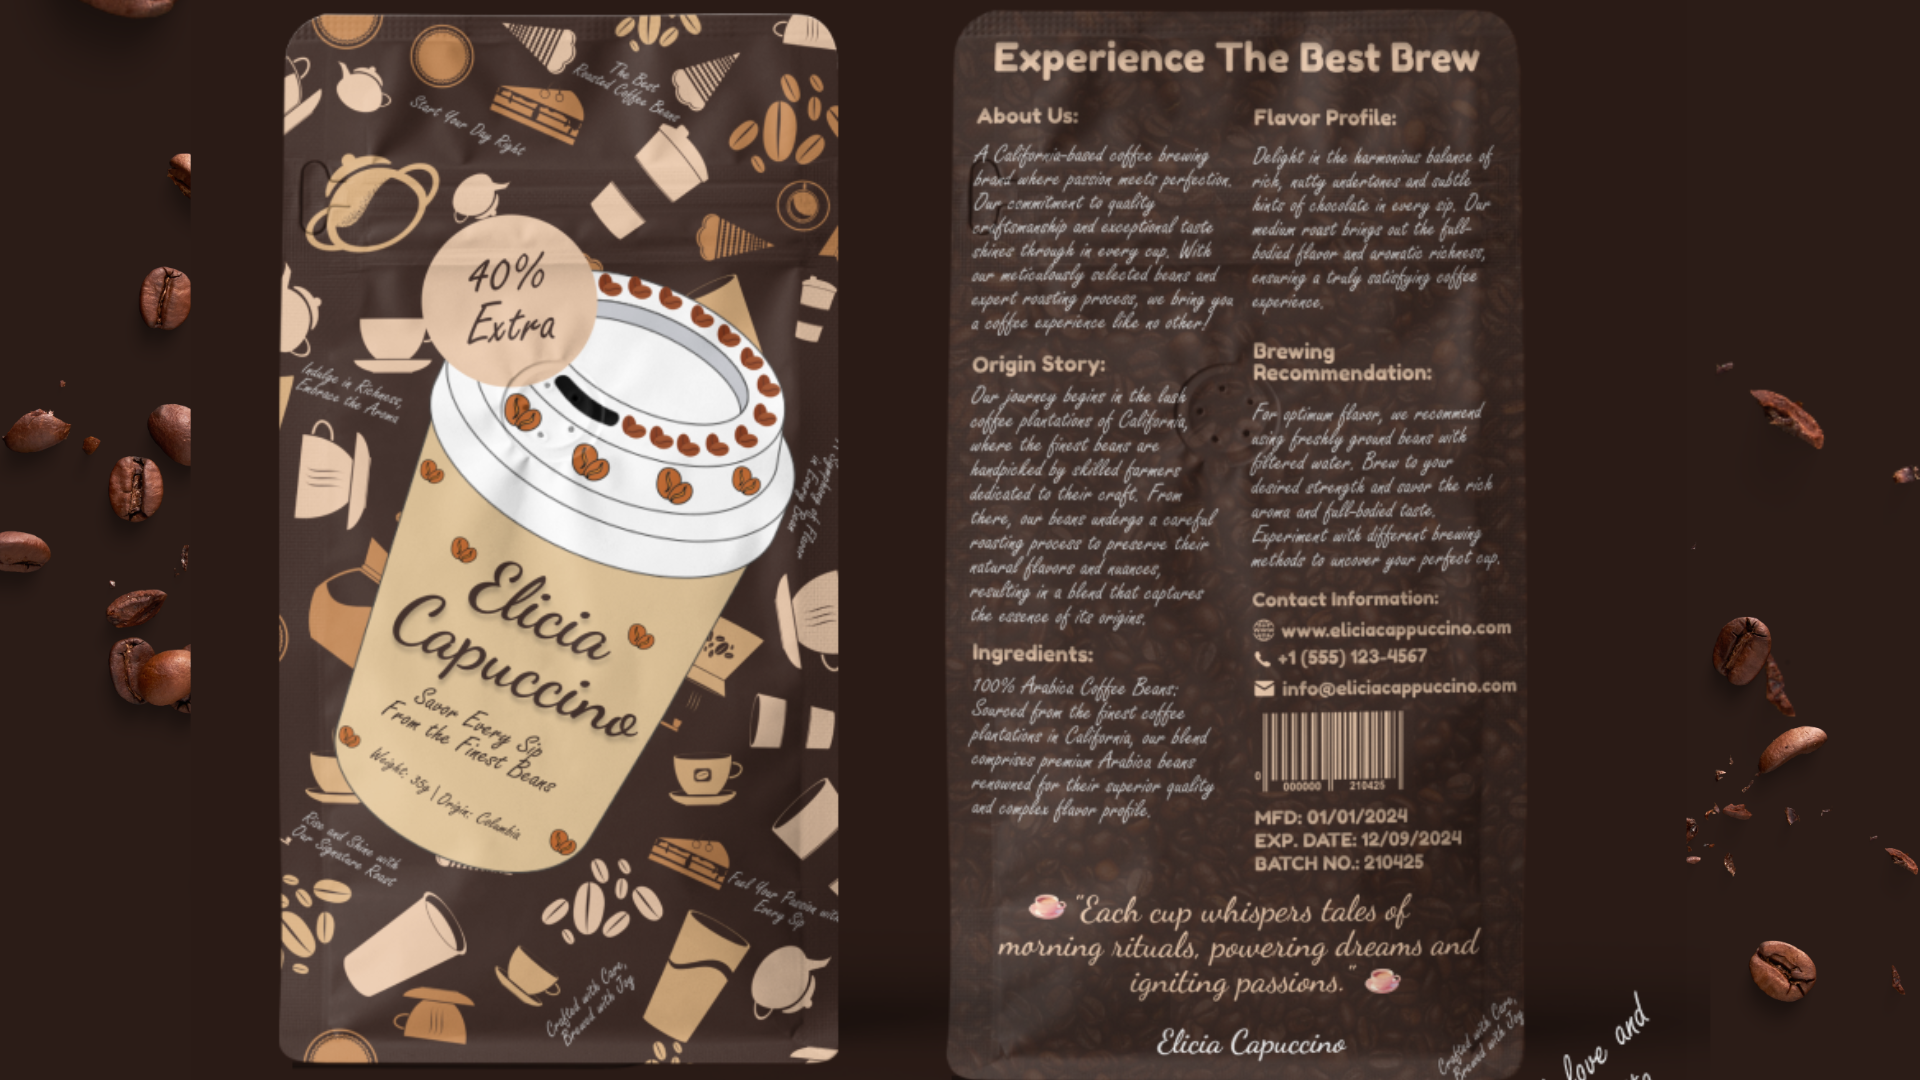 The Best
Roasted Coffee Beans
Start Your Day Right
40%
Extra
Indulge in Richness,
Embrace the Aroma
in Every Bean
Elicia
Capuccino
Savor Every Sip
From the Finest Beans
Weight: 35g | Origin: Columbia
Rise and Shine with
Our Signature Roast
Fuel Your Passion with
Every Sip
Crafted with Care,
Brewed with Joy
Experience The Best Brew
About Us:
A California-based coffee brewing
brand where passion meets perfection.
Our commitment to quality
craftsmanship and exceptional taste
shines through in every cup. With
our meticulously selected beans and
expert roasting process, we bring you
a coffee experience like no other!
Origin Story:
Our journey begins in the lush
coffee plantations of California,
where the finest beans are
handpicked by skilled farmers
dedicated to their craft. From
there, our beans undergo a careful
roasting process to preserve their
natural flavors and nuances,
resulting in a blend that captures
the essence of its origins.
Ingredients:
100% Arabica Coffee Beans:
Sourced from the finest coffee
plantations in California, our blend
comprises premium Arabica beans
renowned for their superior quality
and complex flavor profile.
Flavor Profile:
Delight in the harmonious balance of
rich, nutty undertones and subtle
hints of chocolate in every sip. Our
medium roast brings out the full-
bodied flavor and aromatic richness,
ensuring a truly satisfying coffee
experience.
Brewing
Recommendation:
For optimum flavor, we recommend
using freshly ground beans with
filtered water. Brew to your
desired strength and savor the rich
aroma and full-bodied taste.
Experiment with different brewing
methods to uncover your perfect cup.
Contact Information:
www.eliciacappuccino.com
+1 (555) 123-4567
info@eliciacappuccino.com
0 000000 210425
MFD: 01/01/2024
EXP. DATE: 12/09/2024
BATCH NO.: 210425
"Each cup whispers tales of
morning rituals, powering dreams and
igniting passions."
Elicia Capuccino
Crafted with Care,
Brewed with Joy
love and